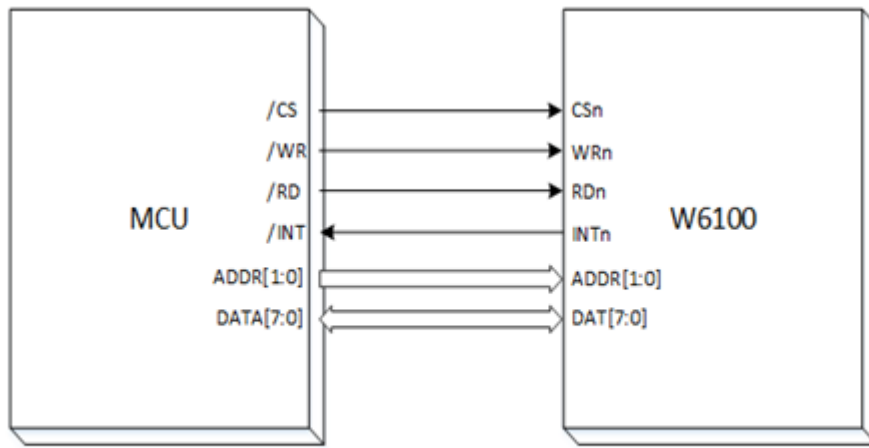 /CS CSn
/WR WRn
/RD RDn
MCU W6100
/INT INTn
ADDR[1:0] ADDR[1:0]
DATA[7:0] DAT[7:0]